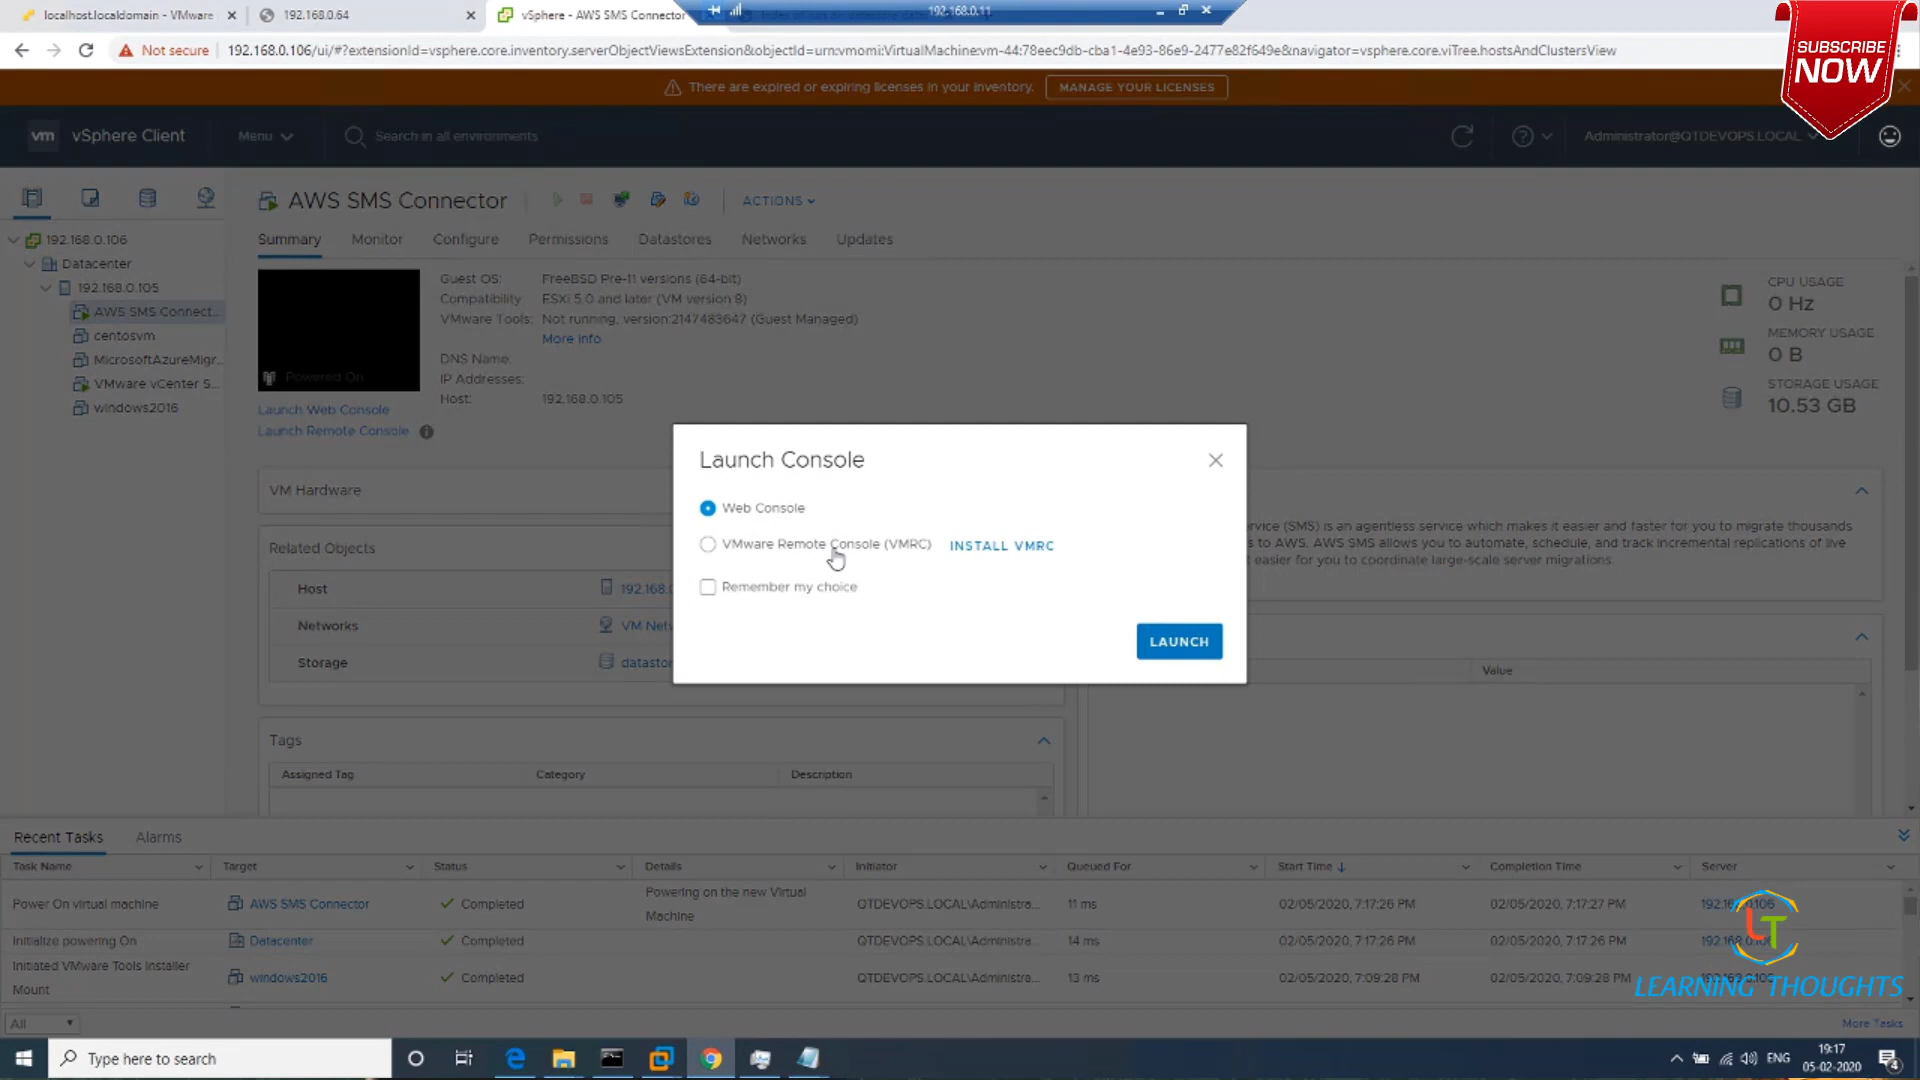 localhost.localdomain - VMware
192.168.0.64
vSphere - AWS SMS Connector
192.168.0.11
Not secure
192.168.0.106/ui/#?extensionId=vsphere.core.inventory.serverObjectViewsExtension&objectId=urn:vmomi:VirtualMachine:vm-44:78eec9db-cba1-4e93-86e9-2477e82f649e&navigator=vsphere.core.viTree.hostsAndClustersView
SUBSCRIBE
NOW
There are expired or expiring licenses in your inventory.
MANAGE YOUR LICENSES
vm
vSphere Client
Menu
Search in all environments
Administrator@QTDEVOPS.LOCAL
AWS SMS Connector
ACTIONS
Summary
Monitor
Configure
Permissions
Datastores
Networks
Updates
192.168.0.106
Datacenter
192.168.0.105
AWS SMS Connect...
centosvm
MicrosoftAzureMigr...
VMware vCenter S...
windows2016
Powered On
Guest OS: FreeBSD Pre-11 versions (64-bit)
Compatibility ESXi 5.0 and later (VM version 8)
VMware Tools: Not running, version:2147483647 (Guest Managed)
More info
DNS Name:
IP Addresses:
Host: 192.168.0.105
CPU USAGE
0 Hz
MEMORY USAGE
0 B
STORAGE USAGE
10.53 GB
Launch Web Console
Launch Remote Console
Launch Console
Web Console
VMware Remote Console (VMRC)
INSTALL VMRC
Remember my choice
LAUNCH
VM Hardware
Related Objects
Host 192.168.
Networks VM Net
Storage datastor
rvice (SMS) is an agentless service which makes it easier and faster for you to migrate thousands
s to AWS. AWS SMS allows you to automate, schedule, and track incremental replications of live
easier for you to coordinate large-scale server migrations.
Value
Tags
Assigned Tag
Category
Description
Recent Tasks
Alarms
Task Name Target Status Details Initiator Queued For Start Time Completion Time Server
Power On virtual machine AWS SMS Connector Completed Powering on the new Virtual Machine QTDEVOPS.LOCAL\Administra... 11 ms 02/05/2020, 7:17:26 PM 02/05/2020, 7:17:27 PM 192.168.0.106
Initialize powering On Datacenter Completed QTDEVOPS.LOCAL\Administra... 14 ms 02/05/2020, 7:17:26 PM 02/05/2020, 7:17:26 PM 192.168.0.106
Initiated VMware Tools Installer Mount windows2016 Completed QTDEVOPS.LOCAL\Administra... 13 ms 02/05/2020, 7:09:28 PM 02/05/2020, 7:09:28 PM 192.168.0.106
LT
LEARNING THOUGHTS
All
More Tasks
Type here to search
ENG
19:17
05-02-2020
4